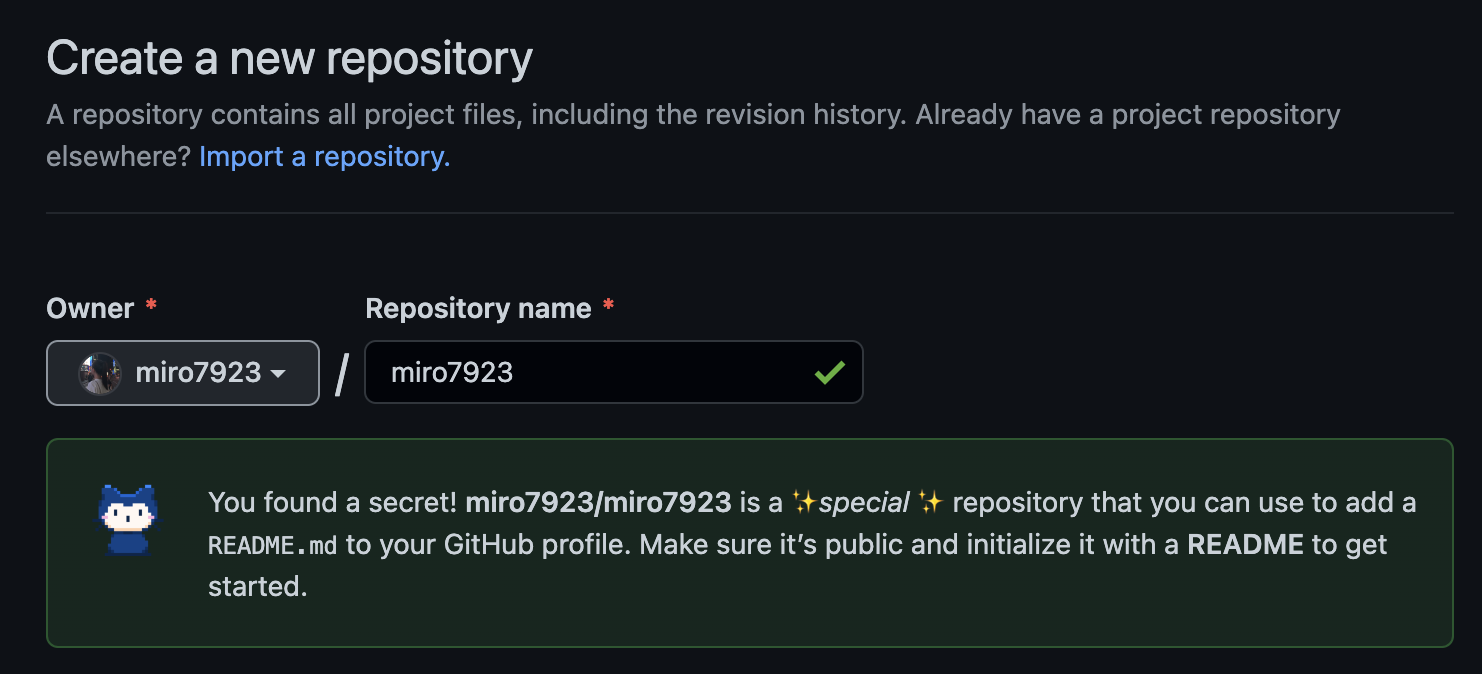 Create a new repository
A repository contains all project files, including the revision history. Already have a project repository
elsewhere? Import a repository.
Owner * Repository name *
miro7923 / miro7923
You found a secret! miro7923/miro7923 is a ✨special✨ repository that you can use to add a
README.md to your GitHub profile. Make sure it’s public and initialize it with a README to get
started.